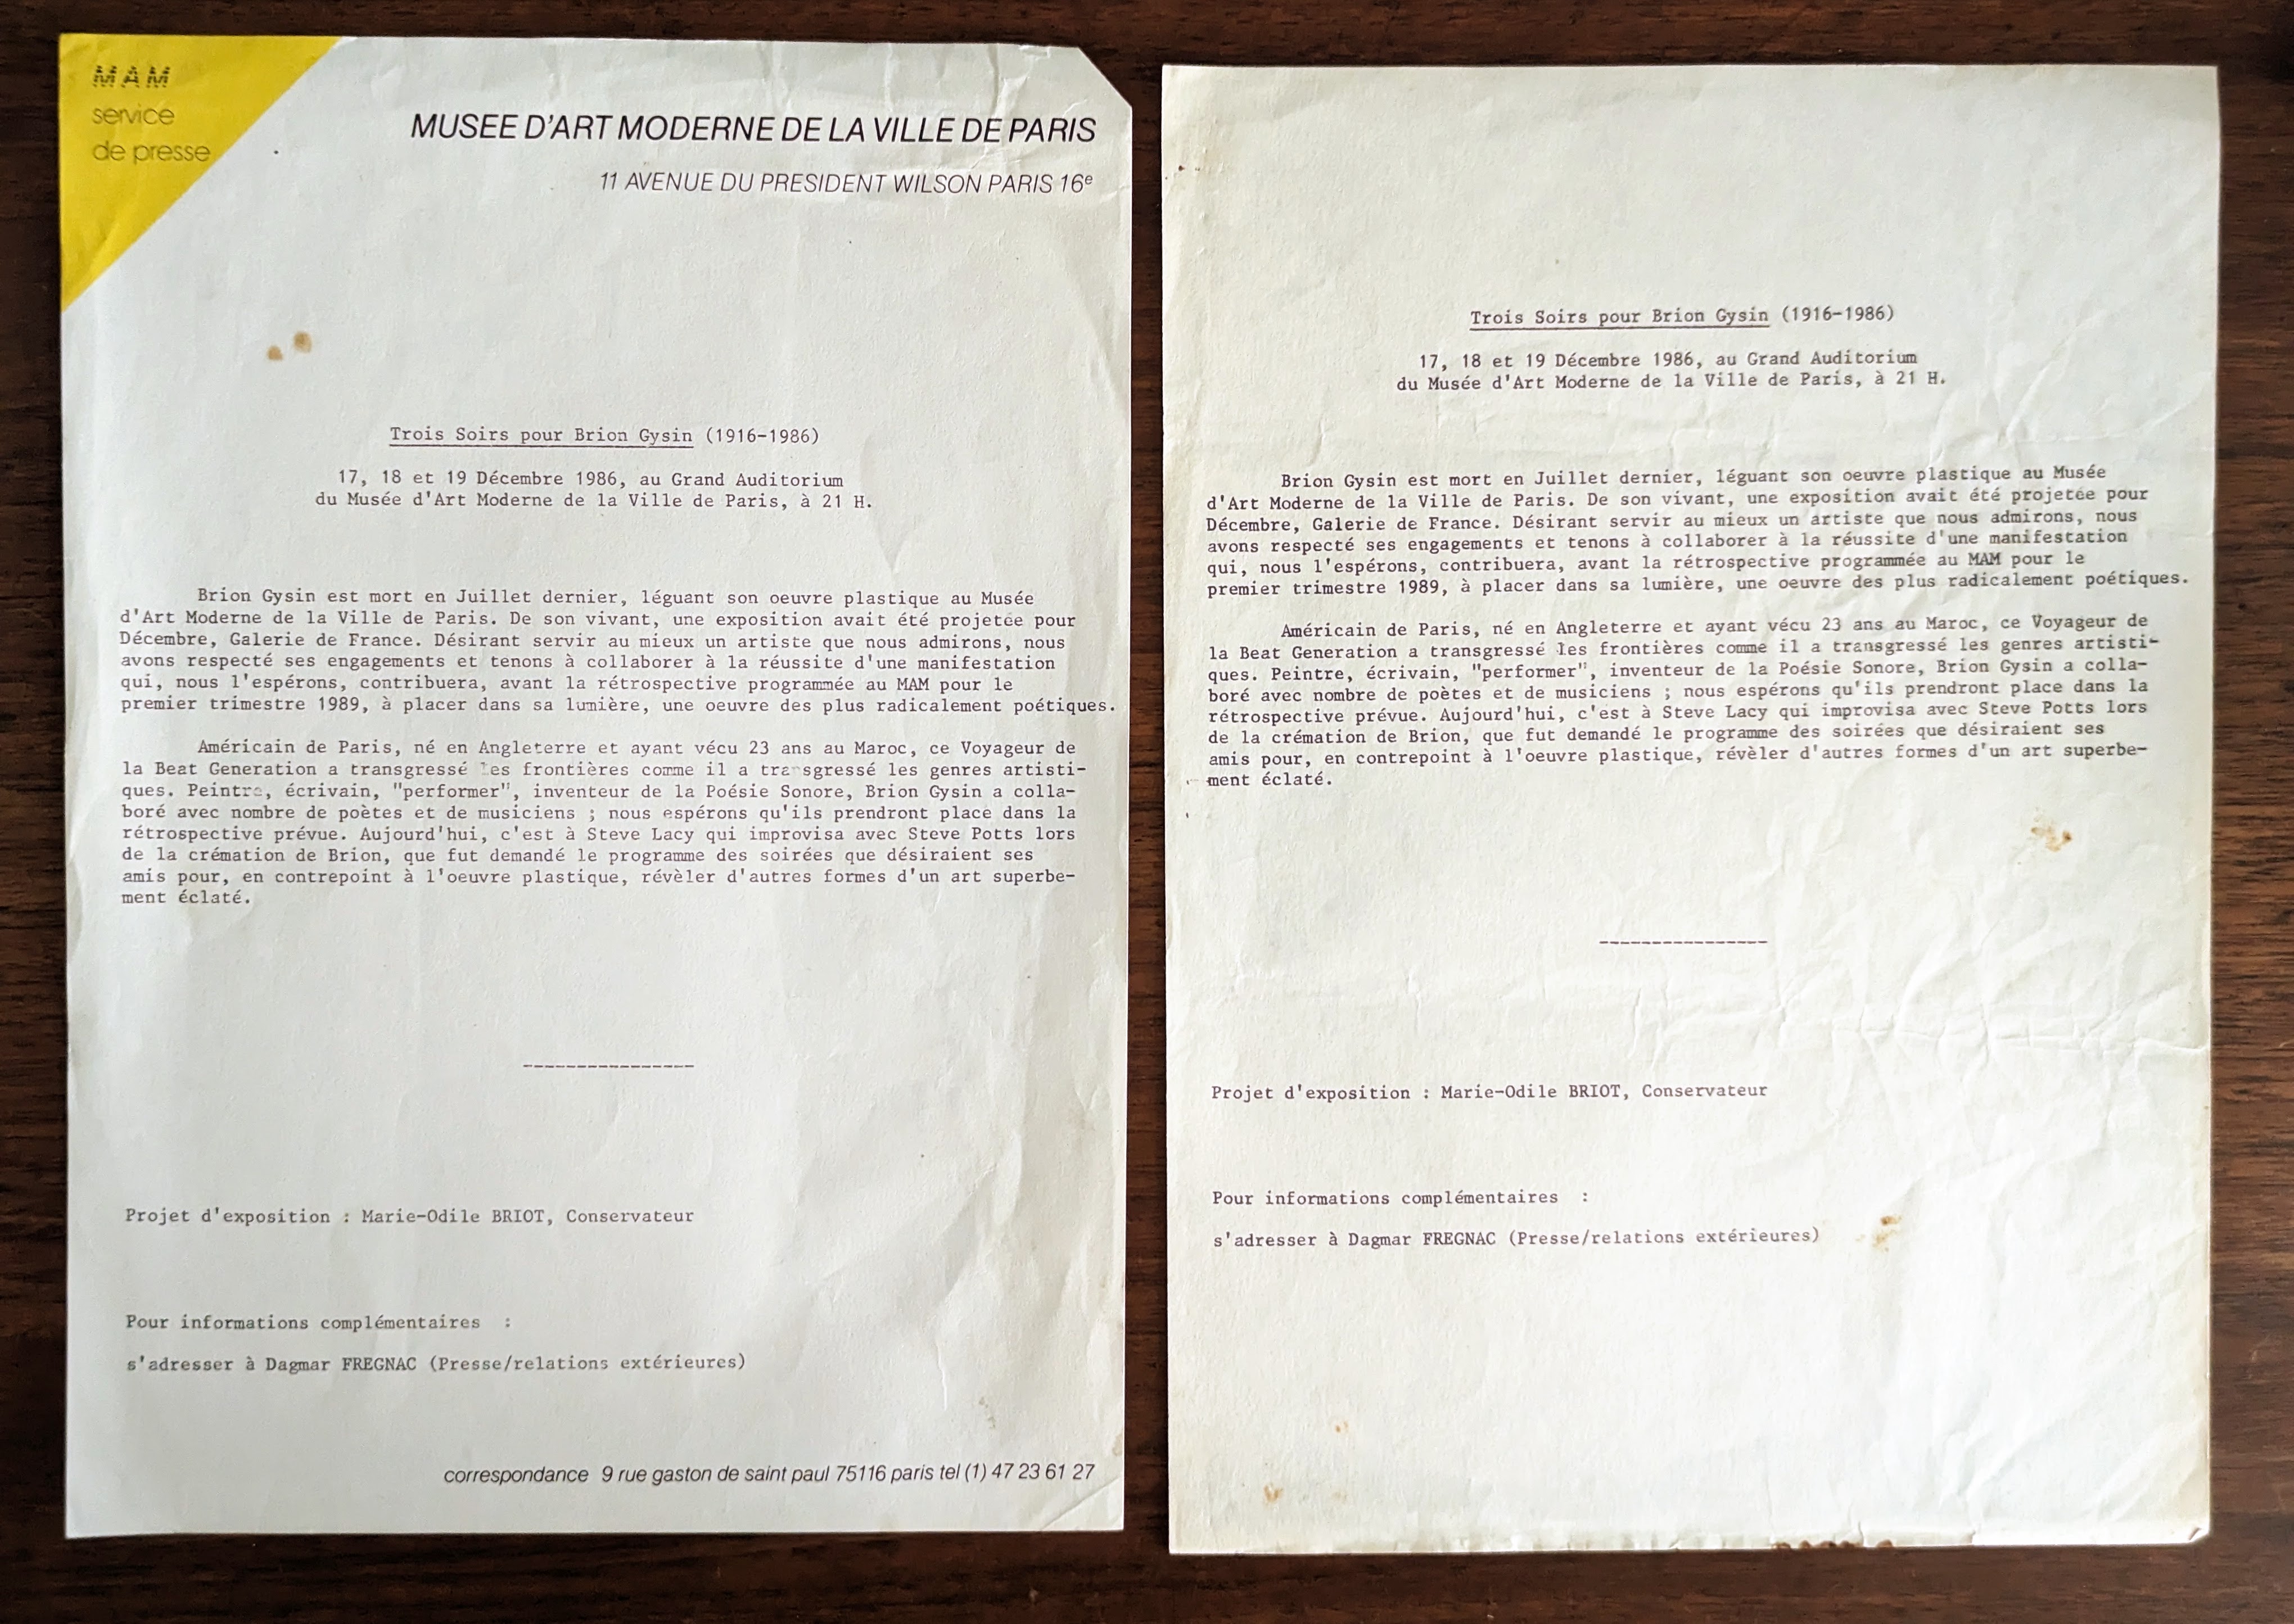 MAM
service
de presse
MUSEE D'ART MODERNE DE LA VILLE DE PARIS
11 AVENUE DU PRESIDENT WILSON PARIS 16e
Trois Soirs pour Brion Gysin (1916-1986)
17, 18 et 19 Décembre 1986, au Grand Auditorium
du Musée d'Art Moderne de la Ville de Paris, à 21 H.
Brion Gysin est mort en Juillet dernier, léguant son oeuvre plastique au Musée
d'Art Moderne de la Ville de Paris. De son vivant, une exposition avait été projetée pour
Décembre, Galerie de France. Désirant servir au mieux un artiste que nous admirons, nous
avons respecté ses engagements et tenons à collaborer à la réussite d'une manifestation
qui, nous l'espérons, contribuera, avant la rétrospective programmée au MAM pour le
premier trimestre 1989, à placer dans sa lumière, une oeuvre des plus radicalement poétiques.
Américain de Paris, né en Angleterre et ayant vécu 23 ans au Maroc, ce Voyageur de
la Beat Generation a transgressé les frontières comme il a transgressé les genres artisti-
ques. Peintre, écrivain, "performer", inventeur de la Poésie Sonore, Brion Gysin a colla-
boré avec nombre de poètes et de musiciens ; nous espérons qu'ils prendront place dans la
rétrospective prévue. Aujourd'hui, c'est à Steve Lacy qui improvisa avec Steve Potts lors
de la crémation de Brion, que fut demandé le programme des soirées que désiraient ses
amis pour, en contrepoint à l'oeuvre plastique, révèler d'autres formes d'un art superbe-
ment éclaté.
----------------
Projet d'exposition : Marie-Odile BRIOT, Conservateur
Pour informations complémentaires :
s'adresser à Dagmar FREGNAC (Presse/relations extérieures)
correspondance 9 rue gaston de saint paul 75116 paris tel (1) 47 23 61 27
Trois Soirs pour Brion Gysin (1916-1986)
17, 18 et 19 Décembre 1986, au Grand Auditorium
du Musée d'Art Moderne de la Ville de Paris, à 21 H.
Brion Gysin est mort en Juillet dernier, léguant son oeuvre plastique au Musée
d'Art Moderne de la Ville de Paris. De son vivant, une exposition avait été projetée pour
Décembre, Galerie de France. Désirant servir au mieux un artiste que nous admirons, nous
avons respecté ses engagements et tenons à collaborer à la réussite d'une manifestation
qui, nous l'espérons, contribuera, avant la rétrospective programmée au MAM pour le
premier trimestre 1989, à placer dans sa lumière, une oeuvre des plus radicalement poétiques.
Américain de Paris, né en Angleterre et ayant vécu 23 ans au Maroc, ce Voyageur de
la Beat Generation a transgressé les frontières comme il a transgressé les genres artisti-
ques. Peintre, écrivain, "performer", inventeur de la Poésie Sonore, Brion Gysin a colla-
boré avec nombre de poètes et de musiciens ; nous espérons qu'ils prendront place dans la
rétrospective prévue. Aujourd'hui, c'est à Steve Lacy qui improvisa avec Steve Potts lors
de la crémation de Brion, que fut demandé le programme des soirées que désiraient ses
amis pour, en contrepoint à l'oeuvre plastique, révèler d'autres formes d'un art superbe-
ment éclaté.
----------------
Projet d'exposition : Marie-Odile BRIOT, Conservateur
Pour informations complémentaires :
s'adresser à Dagmar FREGNAC (Presse/relations extérieures)